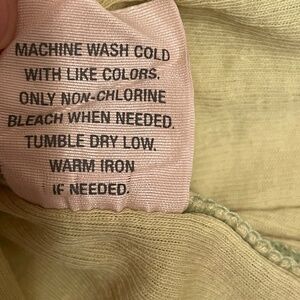 MACHINE WASH COLD
WITH LIKE COLORS.
ONLY NON-CHLORINE
BLEACH WHEN NEEDED.
TUMBLE DRY LOW.
WARM IRON
IF NEEDED.